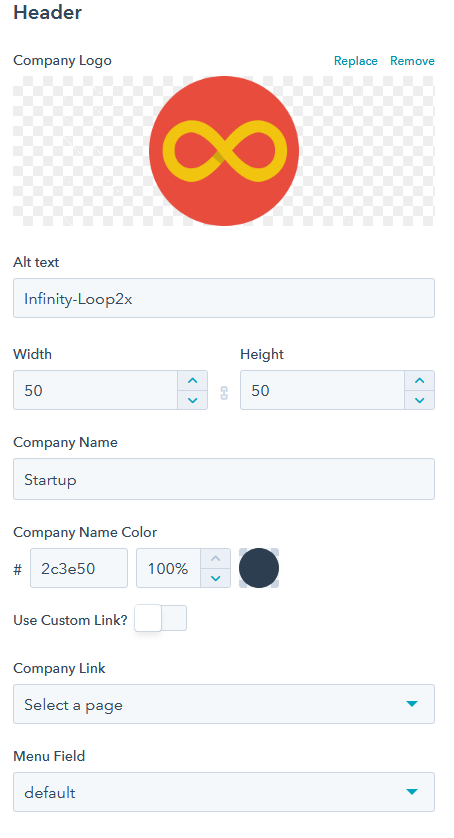 Header
Company Logo Replace Remove
Alt text
Infinity-Loop2x
Width Height
50 50
Company Name
Startup
Company Name Color
# 2c3e50 100%
Use Custom Link?
Company Link
Select a page
Menu Field
default